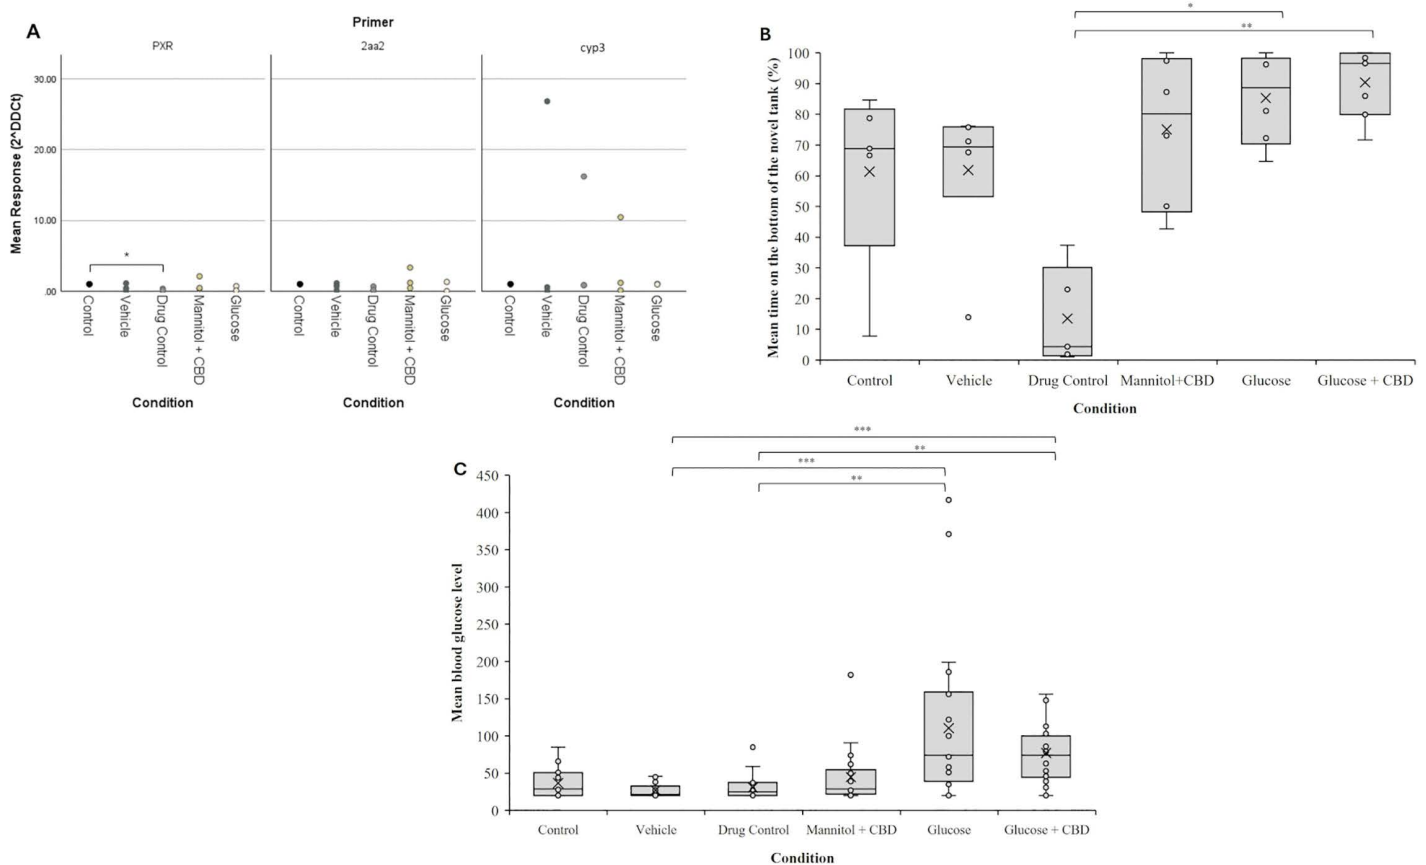 A
Primer
PXR
2aa2
cyp3
Mean Response (2^DDCt)
30.00
20.00
10.00
.00
*
Control
Vehicle
Drug Control
Mannitol + CBD
Glucose
Control
Vehicle
Drug Control
Mannitol + CBD
Glucose
Control
Vehicle
Drug Control
Mannitol + CBD
Glucose
Condition
Condition
Condition
B
*
**
Mean time on the bottom of the novel tank (%)
100
90
80
70
60
50
40
30
20
10
0
Control
Vehicle
Drug Control
Mannitol+CBD
Glucose
Glucose + CBD
Condition
C
***
**
***
**
Mean blood glucose level
450
400
350
300
250
200
150
100
50
0
Control
Vehicle
Drug Control
Mannitol + CBD
Glucose
Glucose + CBD
Condition